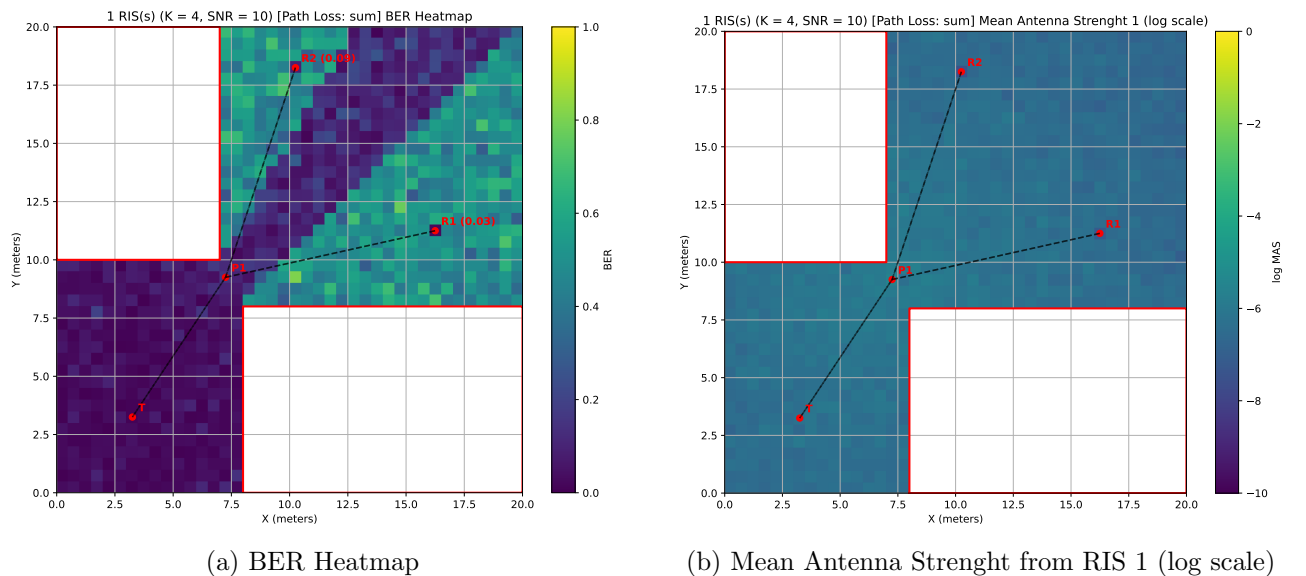 1 RIS(s) (K = 4, SNR = 10) [Path Loss: sum] BER Heatmap
20.0
17.5
15.0
12.5
10.0
7.5
5.0
2.5
0.0
Y (meters)
0.0 2.5 5.0 7.5 10.0 12.5 15.0 17.5 20.0
X (meters)
R2 (0.09)
R1 (0.03)
P1
T
1.0
0.8
0.6
0.4
0.2
0.0
BER
(a) BER Heatmap
1 RIS(s) (K = 4, SNR = 10) [Path Loss: sum] Mean Antenna Strenght 1 (log scale)
20.0
17.5
15.0
12.5
10.0
7.5
5.0
2.5
0.0
Y (meters)
0.0 2.5 5.0 7.5 10.0 12.5 15.0 17.5 20.0
X (meters)
R2
R1
P1
T
0
−2
−4
−6
−8
−10
log MAS
(b) Mean Antenna Strenght from RIS 1 (log scale)